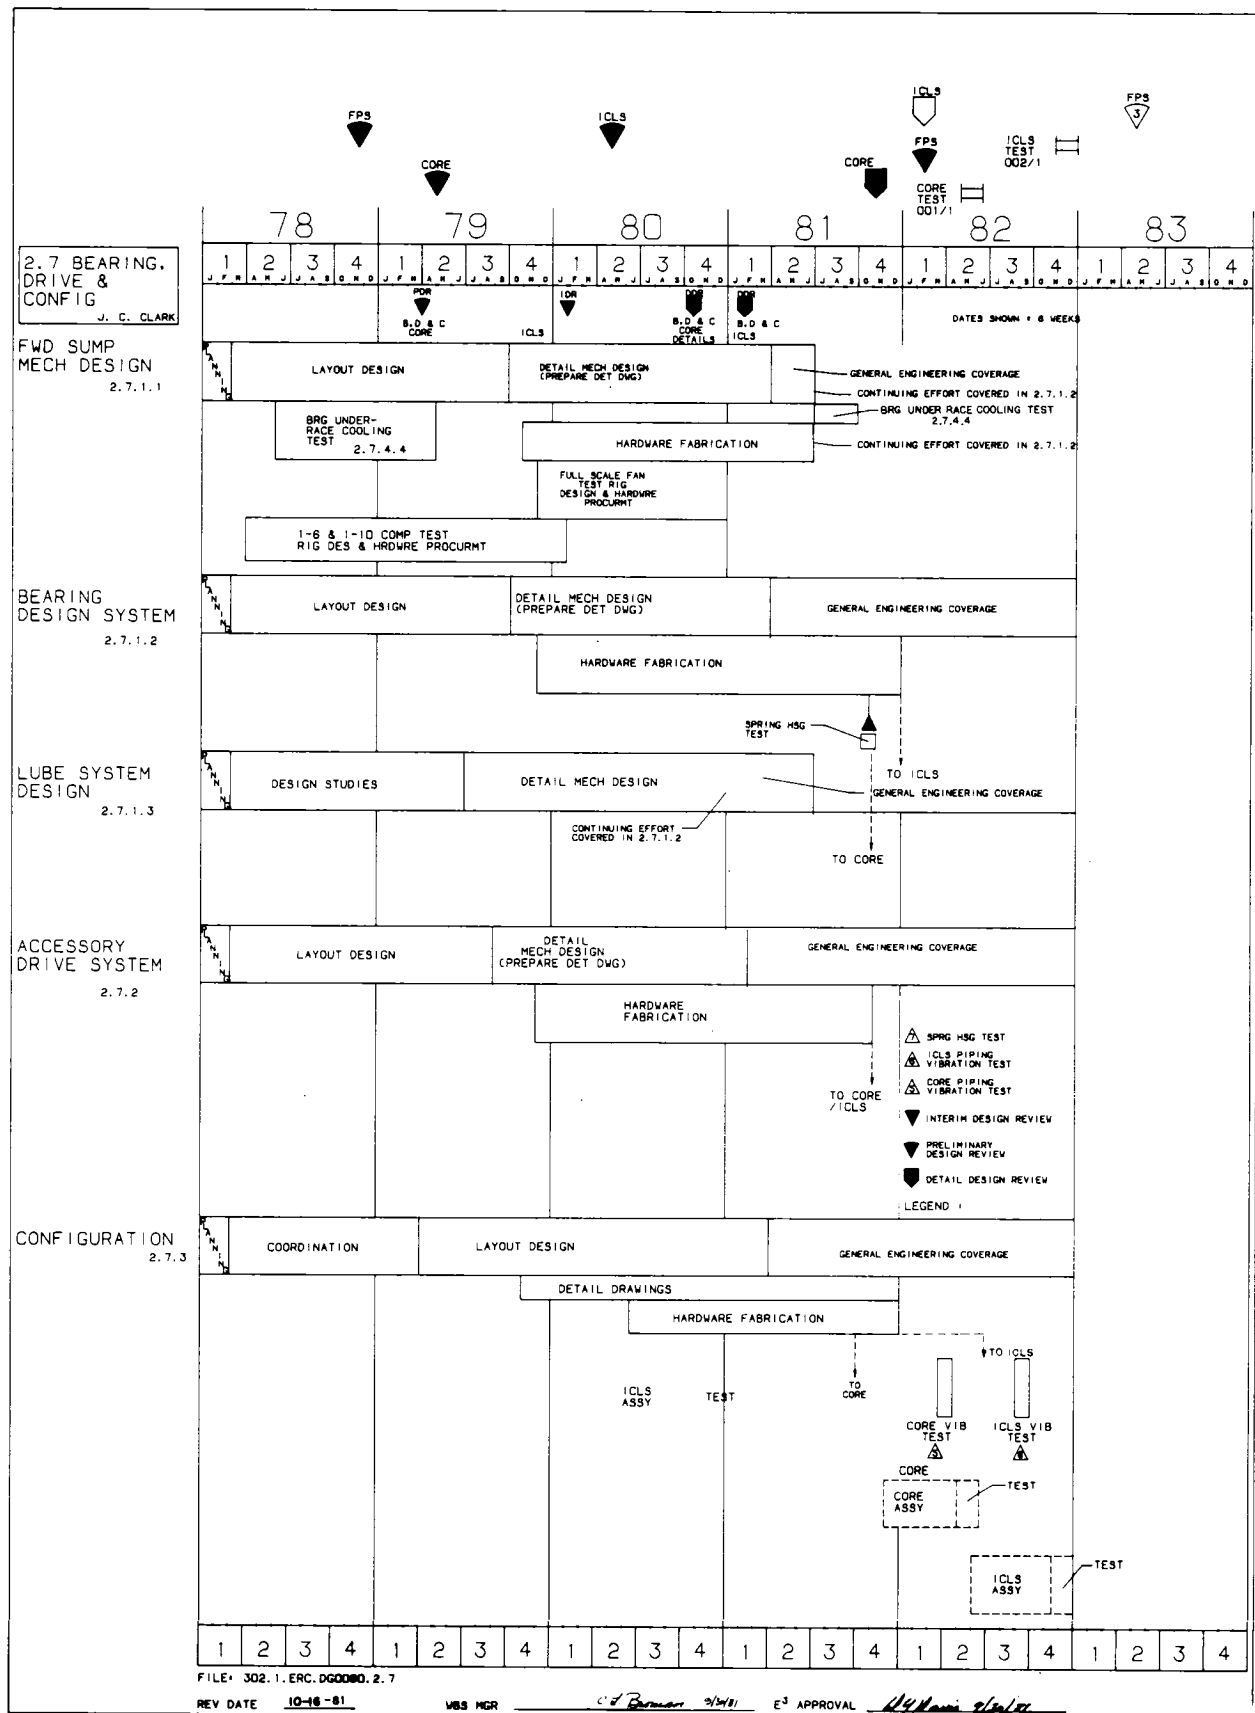 ICLS
FPS
FPS
ICLS
3
FPS
ICLS
TEST
002/1
CORE
CORE
CORE
TEST
001/1
78 79 80 81 82 83
1 2 3 4 1 2 3 4 1 2 3 4 1 2 3 4 1 2 3 4 1 2 3 4
J F M A M J J A S O N D J F M A M J J A S O N D J F M A M J J A S O N D J F M A M J J A S O N D J F M A M J J A S O N D J F M A M J J A S O N D
2.7 BEARING,
DRIVE &
CONFIG
J. C. CLARK
PDR
B.D & C
CORE
IDR
ICLS
DDR
B.D & C
CORE
DETAILS
DDR
B.D & C
ICLS
DATES SHOWN ± 6 WEEKS
FWD SUMP
MECH DESIGN
2.7.1.1
PLANNING
LAYOUT DESIGN
DETAIL MECH DESIGN
(PREPARE DET DWG)
GENERAL ENGINEERING COVERAGE
CONTINUING EFFORT COVERED IN 2.7.1.2
BRG UNDER-
RACE COOLING
TEST
2.7.4.4
BRG UNDER RACE COOLING TEST
2.7.4.4
HARDWARE FABRICATION
CONTINUING EFFORT COVERED IN 2.7.1.2
FULL SCALE FAN
TEST RIG
DESIGN & HARDWRE
PROCURMT
1-6 & 1-10 COMP TEST
RIG DES & HRDWRE PROCURMT
BEARING
DESIGN SYSTEM
2.7.1.2
PLANNING
LAYOUT DESIGN
DETAIL MECH DESIGN
(PREPARE DET DWG)
GENERAL ENGINEERING COVERAGE
HARDWARE FABRICATION
SPRING HSG
TEST
TO ICLS
LUBE SYSTEM
DESIGN
2.7.1.3
PLANNING
DESIGN STUDIES
DETAIL MECH DESIGN
GENERAL ENGINEERING COVERAGE
CONTINUING EFFORT
COVERED IN 2.7.1.2
TO CORE
ACCESSORY
DRIVE SYSTEM
2.7.2
PLANNING
LAYOUT DESIGN
DETAIL
MECH DESIGN
(PREPARE DET DWG)
GENERAL ENGINEERING COVERAGE
HARDWARE
FABRICATION
TO CORE
/ICLS
7 SPRG HSG TEST
6 ICLS PIPING
VIBRATION TEST
5 CORE PIPING
VIBRATION TEST
INTERIM DESIGN REVIEW
PRELIMINARY
DESIGN REVIEW
DETAIL DESIGN REVIEW
LEGEND :
CONFIGURATION
2.7.3
PLANNING
COORDINATION
LAYOUT DESIGN
GENERAL ENGINEERING COVERAGE
DETAIL DRAWINGS
HARDWARE FABRICATION
TO ICLS
TO
CORE
ICLS
ASSY
TEST
CORE VIB
TEST
5
ICLS VIB
TEST
6
CORE
CORE
ASSY
TEST
ICLS
ASSY
TEST
1 2 3 4 1 2 3 4 1 2 3 4 1 2 3 4 1 2 3 4 1 2 3 4
FILE: 302.1.ERC.DG0080.2.7
REV DATE 10-16-81 WBS MGR 9/30/81 E3 APPROVAL